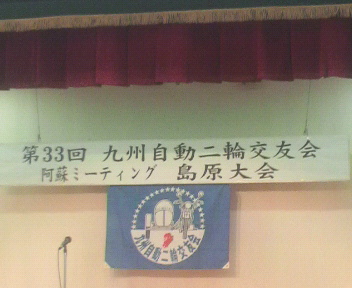 第33回 九州自動二輪交友会
阿蘇ミーティング 島原大会
九州自動二輪交友会